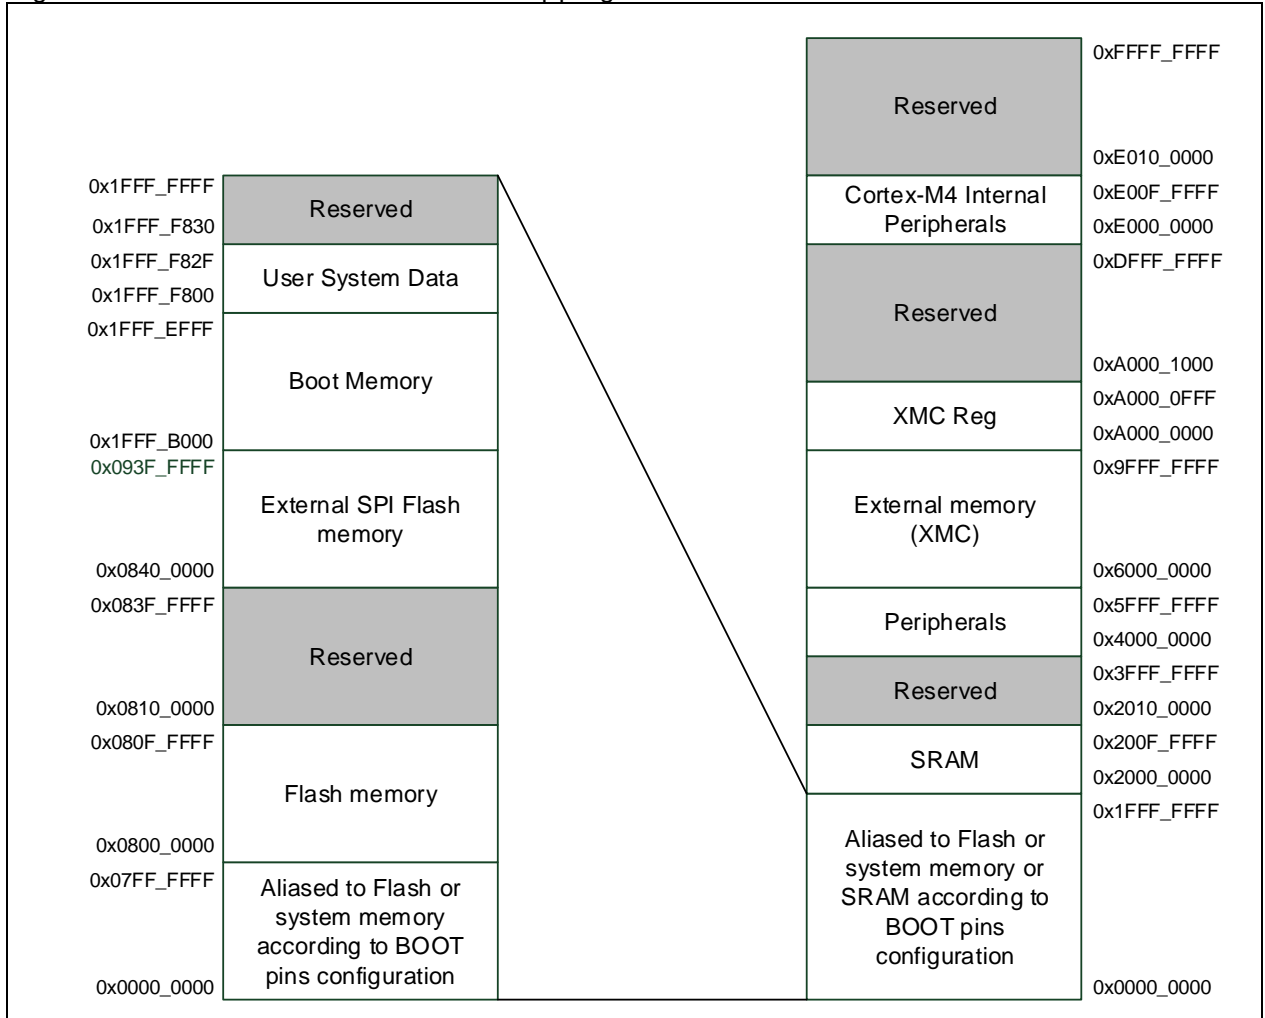 0x1FFF_FFFF
Reserved
0x1FFF_F830
0x1FFF_F82F
User System Data
0x1FFF_F800
0x1FFF_EFFF
Boot Memory
0x1FFF_B000
0x093F_FFFF
External SPI Flash
memory
0x0840_0000
0x083F_FFFF
Reserved
0x0810_0000
0x080F_FFFF
Flash memory
0x0800_0000
0x07FF_FFFF
Aliased to Flash or
system memory
according to BOOT
pins configuration
0x0000_0000
0xFFFF_FFFF
Reserved
0xE010_0000
Cortex-M4 Internal
Peripherals
0xE00F_FFFF
0xE000_0000
0xDFFF_FFFF
Reserved
0xA000_1000
0xA000_0FFF
XMC Reg
0xA000_0000
0x9FFF_FFFF
External memory
(XMC)
0x6000_0000
0x5FFF_FFFF
Peripherals
0x4000_0000
0x3FFF_FFFF
Reserved
0x2010_0000
0x200F_FFFF
SRAM
0x2000_0000
0x1FFF_FFFF
Aliased to Flash or
system memory or
SRAM according to
BOOT pins
configuration
0x0000_0000